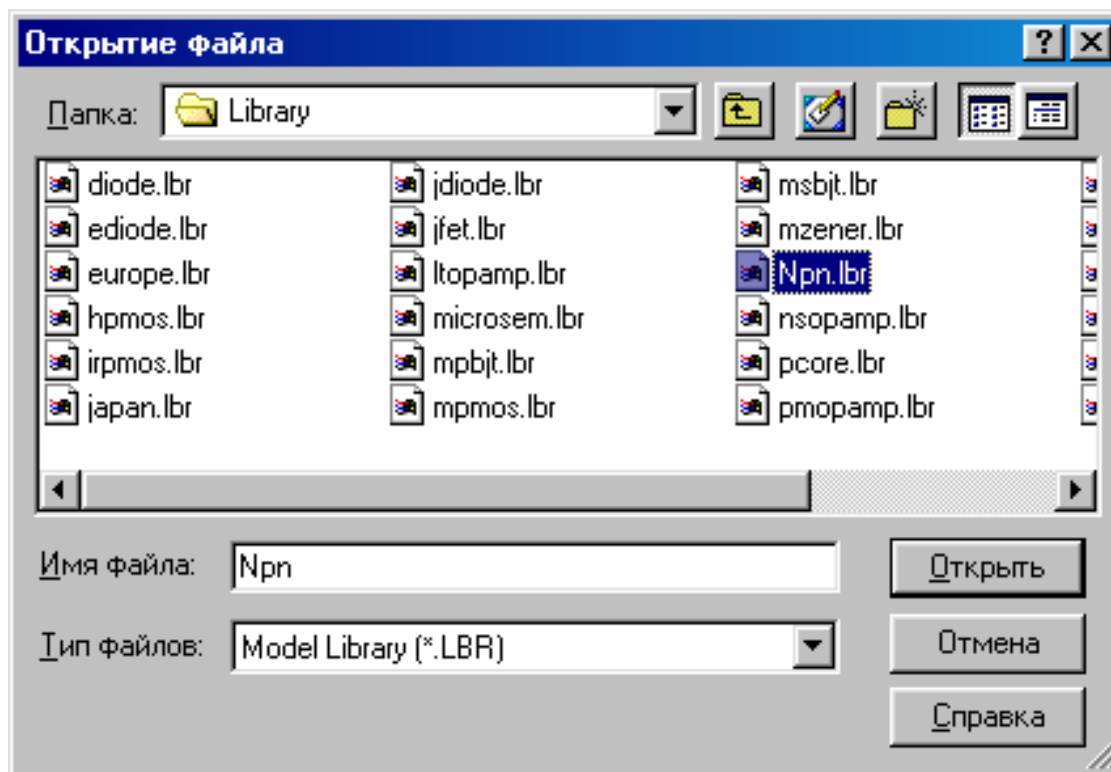 Открытие файла
Папка: Library
diode.lbr jdiode.lbr msbjt.lbr
ediode.lbr jfet.lbr mzener.lbr
europe.lbr ltopamp.lbr Npn.lbr
hpmos.lbr microsem.lbr nsopamp.lbr
irpmos.lbr mpbjt.lbr pcore.lbr
japan.lbr mpmos.lbr pmopamp.lbr
Имя файла: Npn Открыть
Тип файлов: Model Library (*.LBR) Отмена
Справка